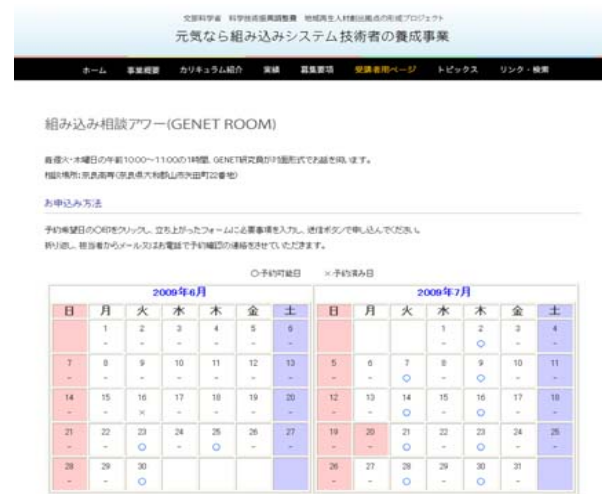 文部科学省 科学技術振興調整費 地域再生人材創出拠点の形成プロジェクト
元気なら組み込みシステム技術者の養成事業
ホーム 事業概要 カリキュラム紹介 実績 募集要項 受講者用ページ トピックス リンク・検索
組み込み相談アワー(GENET ROOM)
毎週火・木曜日の午前10:00～11:00の1時間、GENET研究員が対面形式でお話を伺います。
相談場所:奈良高専(奈良県大和郡山市矢田町22番地)
お申込み方法
予約希望日の○印をクリックし、立ち上がったフォームに必要事項を入力し、送信ボタンで申し込んでください。
折り返し、担当者からメール又はお電話で予約確認の連絡をさせていただきます。
○:予約可能日 ×:予約済み日
2009年6月
日 月 火 水 木 金 土
1 2 3 4 5 6
- - - - - -
7 8 9 10 11 12 13
- - - - - - -
14 15 16 17 18 19 20
- - × - - - -
21 22 23 24 25 26 27
- - ○ - ○ - -
28 29 30
- - ○
2009年7月
日 月 火 水 木 金 土
1 2 3 4
- ○ - -
5 6 7 8 9 10 11
- - ○ - ○ - -
12 13 14 15 16 17 18
- - ○ - ○ - -
19 20 21 22 23 24 25
- - ○ - ○ - -
26 27 28 29 30 31
- - ○ - ○ -